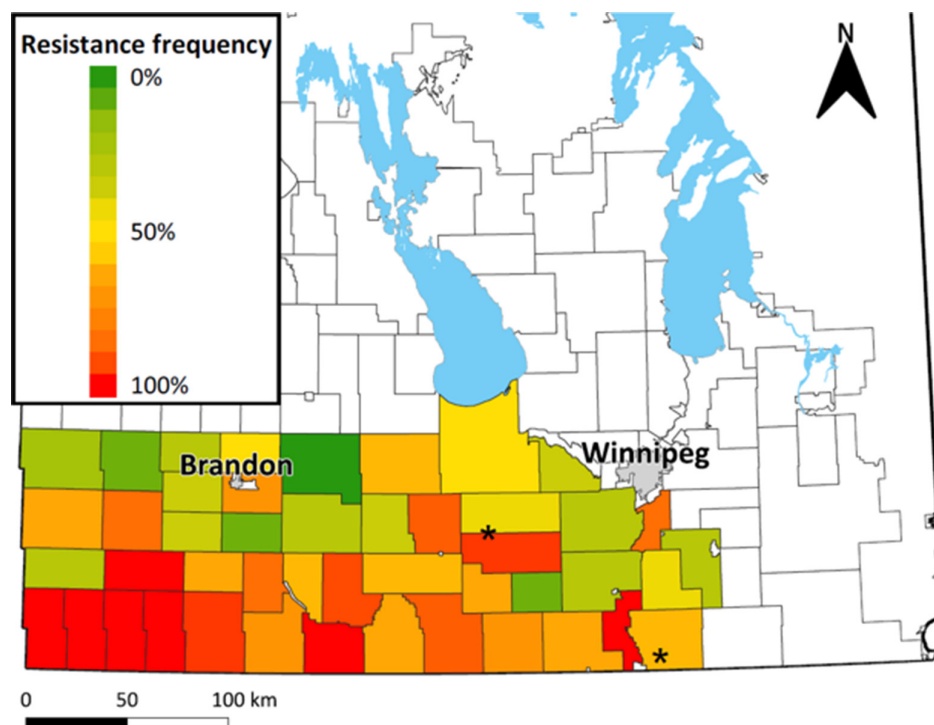 Resistance frequency
0%
50%
100%
N
Brandon
Winnipeg
*
*
0 50 100 km